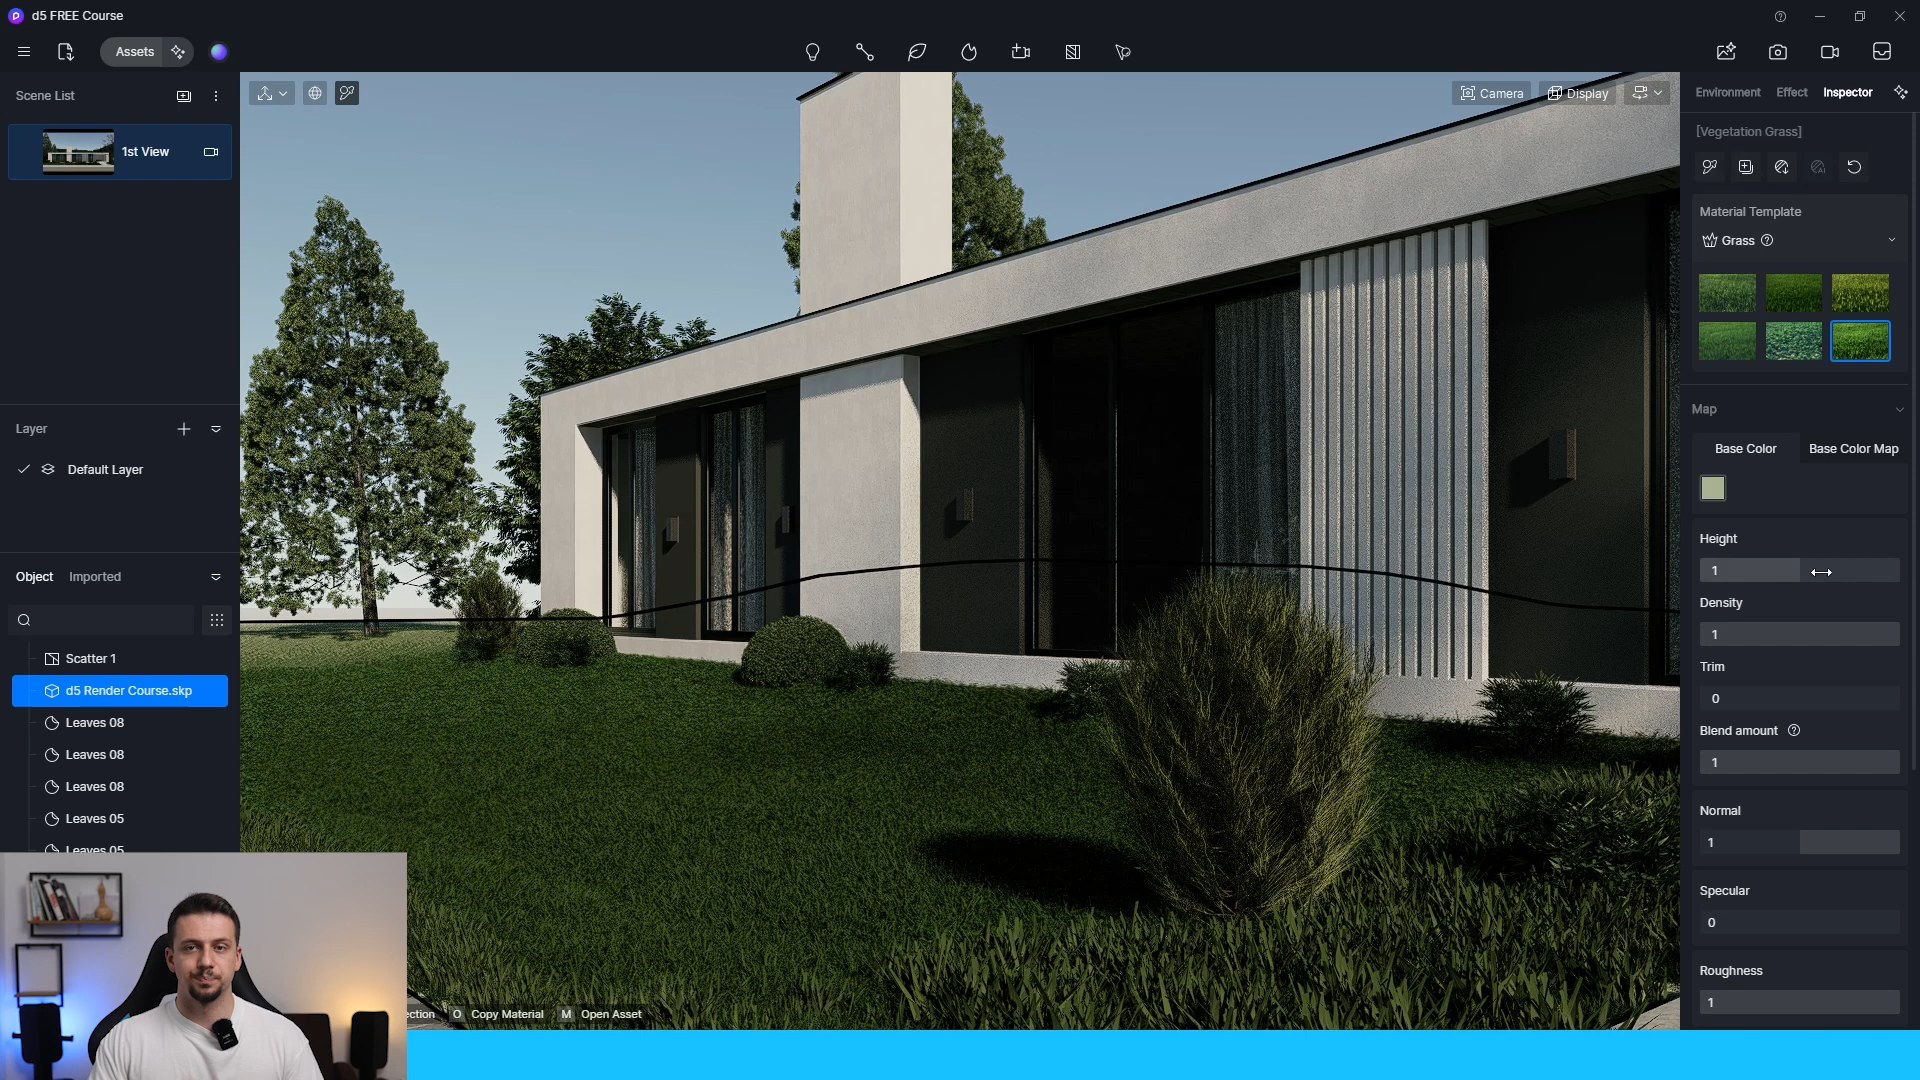 d5 FREE Course
Assets
Scene List
1st View
Layer
Default Layer
Object Imported
Scatter 1
d5 Render Course.skp
Leaves 08
Leaves 08
Leaves 08
Leaves 05
Leaves 05
Camera Display
ection O Copy Material M Open Asset
Environment Effect Inspector
[Vegetation Grass]
Material Template
Grass
Map
Base Color Base Color Map
Height
1
Density
1
Trim
0
Blend amount
1
Normal
1
Specular
0
Roughness
1